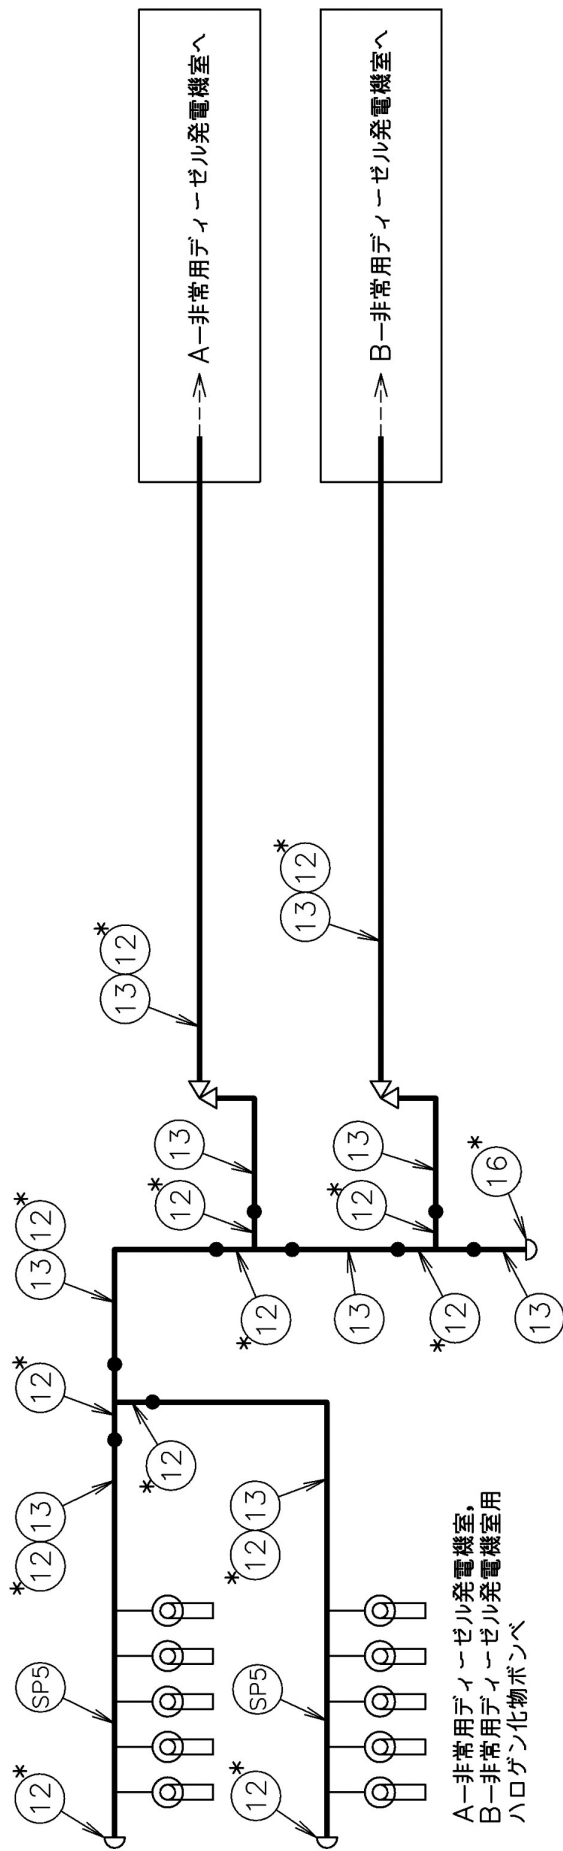 12* SP5 *12 13 12* 13 12*
13 12*
*12 12* 13
A-非常用ディーゼル発電機室へ
12* SP5 *12 13 *12
13 12*
13 12* 13
B-非常用ディーゼル発電機室へ
*12
16*
13
A-非常用ディーゼル発電機室,
B-非常用ディーゼル発電機室用
ハロゲン化物ボンベ